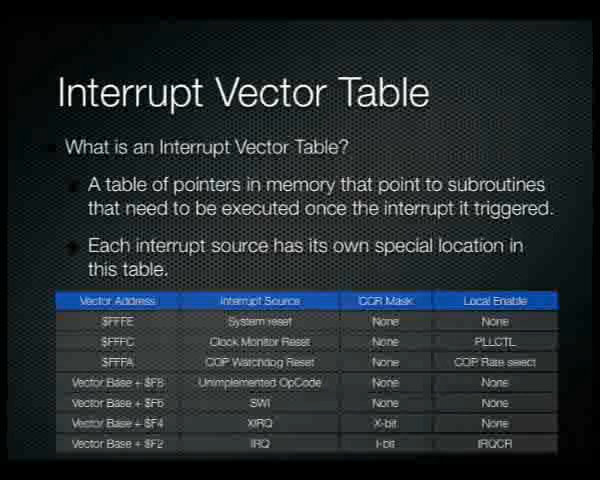 Interrupt Vector Table
What is an Interrupt Vector Table?
A table of pointers in memory that point to subroutines
that need to be executed once the interrupt it triggered.
Each interrupt source has its own special location in
this table.
Vector Address Interrupt Source CCR Mask Local Enable
$FFFE System reset None None
$FFFC Clock Monitor Reset None PLLCTL
$FFFA COP Watchdog Reset None COP Rate select
Vector Base + $F8 Unimplemented OpCode None None
Vector Base + $F6 SWI None None
Vector Base + $F4 XIRQ X-bit None
Vector Base + $F2 IRQ I-bit IRQCR